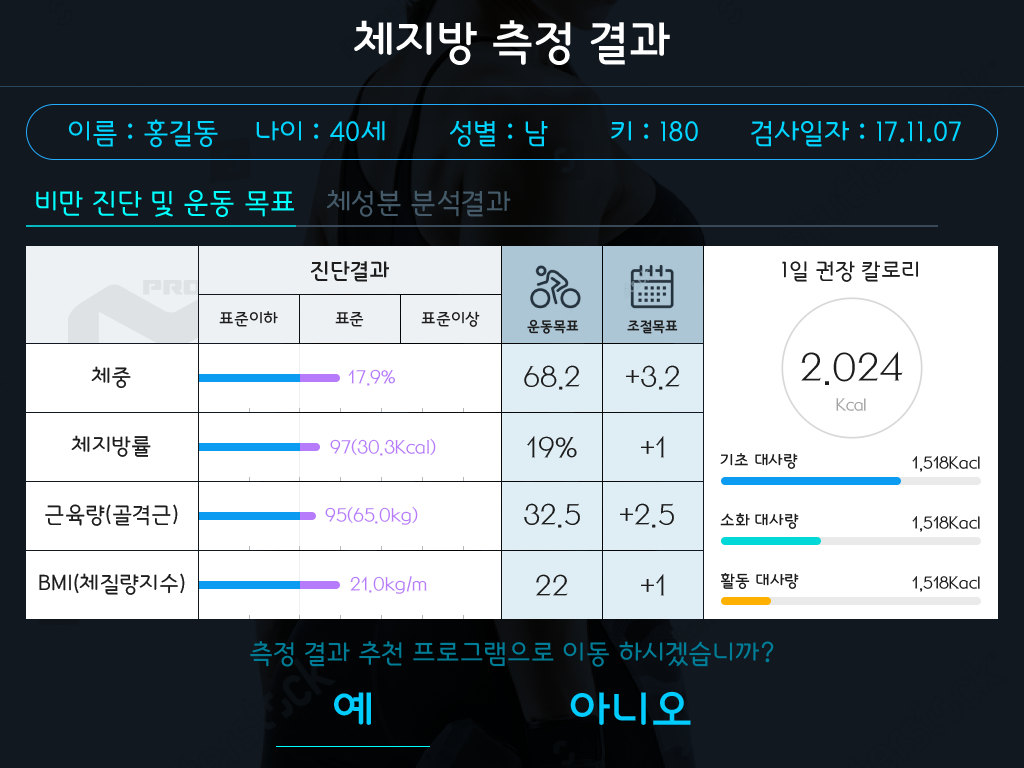 체지방 측정 결과
이름 : 홍길동 나이 : 40세 성별 : 남 키 : 180 검사일자 : 17.11.07
비만 진단 및 운동 목표 체성분 분석결과
PRO
진단결과
표준이하 표준 표준이상
운동목표 조절목표
체중 17.9% 68.2 +3.2
체지방률 97(30.3Kcal) 19% +1
근육량(골격근) 95(65.0kg) 32.5 +2.5
BMI(체질량지수) 21.0kg/m 22 +1
1일 권장 칼로리
2.024
Kcal
기초 대사량 1,518Kacl
소화 대사량 1,518Kacl
활동 대사량 1,518Kacl
측정 결과 추천 프로그램으로 이동 하시겠습니까?
예 아니오